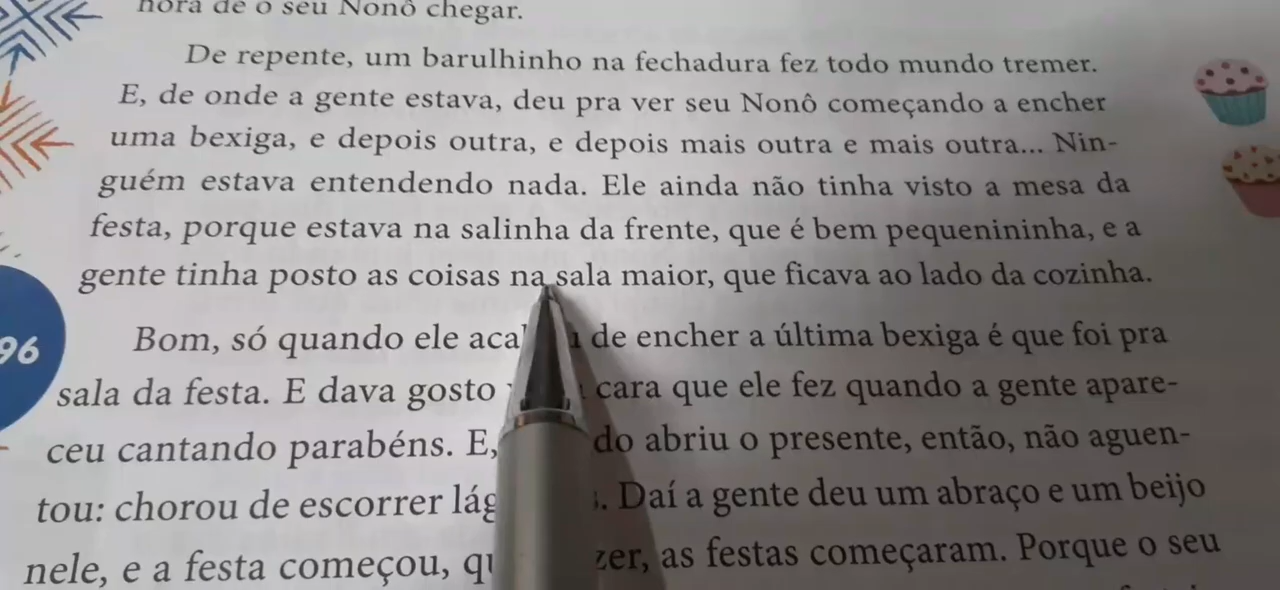 hora de o seu Nonô chegar.
De repente, um barulhinho na fechadura fez todo mundo tremer.
E, de onde a gente estava, deu pra ver seu Nonô começando a encher
uma bexiga, e depois outra, e depois mais outra e mais outra... Nin-
guém estava entendendo nada. Ele ainda não tinha visto a mesa da
festa, porque estava na salinha da frente, que é bem pequenininha, e a
gente tinha posto as coisas na sala maior, que ficava ao lado da cozinha.
96
Bom, só quando ele de encher a última bexiga é que foi pra
sala da festa. E dava gosto cara que ele fez quando a gente apare-
ceu cantando parabéns. E, abriu o presente, então, não aguen-
tou: chorou de escorrer Daí a gente deu um abraço e um beijo
nele, e a festa começou, as festas começaram. Porque o seu